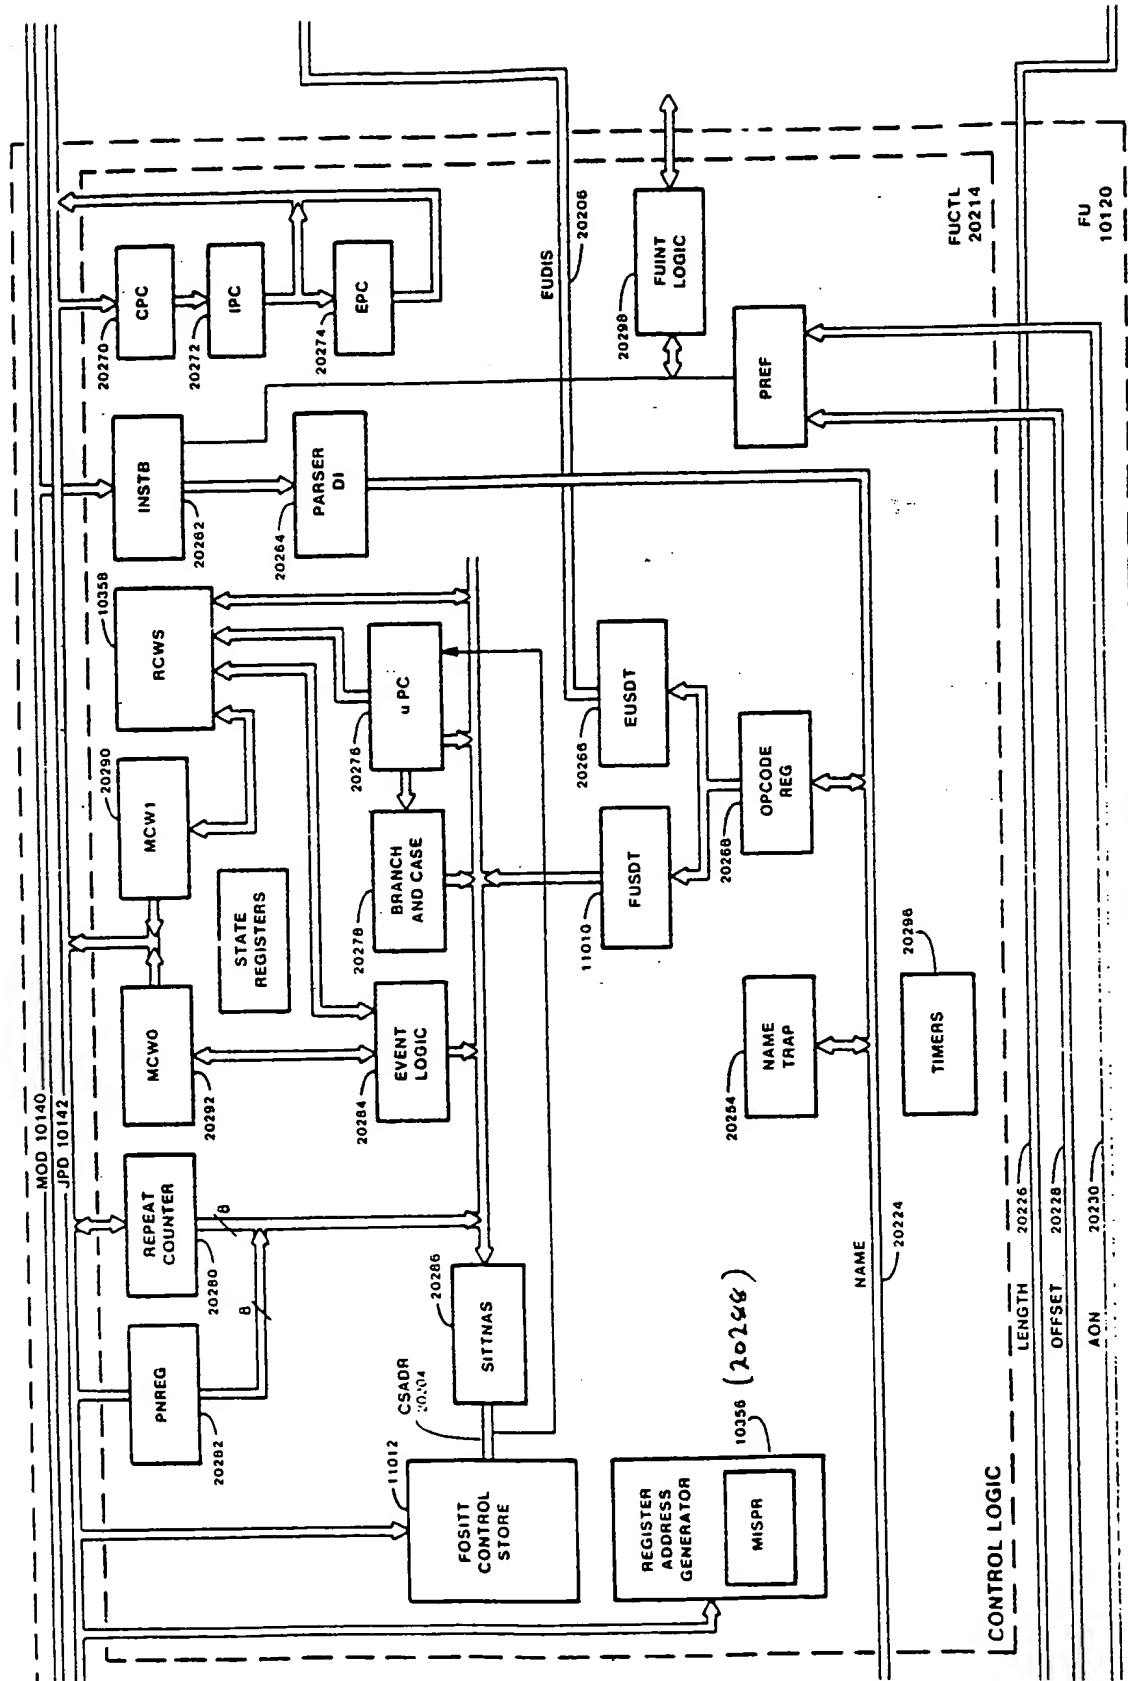 MOD 10140
JPD 10142
PNREG
20282
REPEAT
COUNTER
20280
8
8
MCW0
20292
MCW1
20290
STATE
REGISTERS
RCWS
10358
INSTB
20262
PARSER
DI
20264
CPC
20270
IPC
20272
EPC
20274
FOSITT
CONTROL
STORE
11012
CSADR
20204
SITTNAS
20286
EVENT
LOGIC
20284
BRANCH
AND CASE
20278
u PC
20276
FUDIS
20206
REGISTER
ADDRESS
GENERATOR
MISPR
10356 (20288)
FUSDT
11010
EUSDT
20266
FUINT
LOGIC
20298
NAME
TRAP
20254
OPCODE
REG
20268
PREF
NAME
20224
TIMERS
20296
CONTROL LOGIC
FUCTL
20214
LENGTH
20226
OFFSET
20228
AON
20230
FU
10120